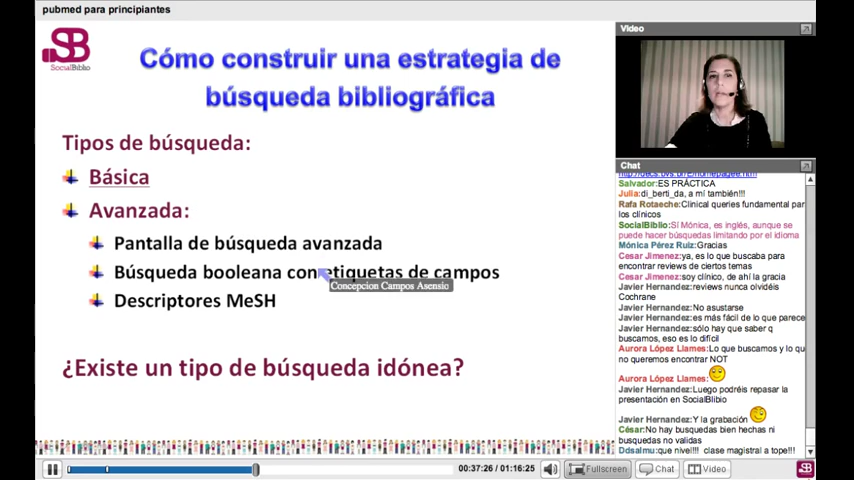 pubmed para principiantes
SB
SocialBiblio
Cómo construir una estrategia de
búsqueda bibliográfica
Tipos de búsqueda:
Básica
Avanzada:
Pantalla de búsqueda avanzada
Búsqueda booleana con etiquetas de campos
Concepcion Campos Asensio
Descriptores MeSH
¿Existe un tipo de búsqueda idónea?
Video
Chat
Salvador:ES PRÁCTICA
Julia:di_berti_da, a mí también!!!
Rafa Rotaeche:Clinical queries fundamental par
los clínicos
SocialBiblio:Sí Mónica, es inglés, aunque se
puede hacer búsquedas limitando por el idioma
Mónica Pérez Ruiz:Gracias
Cesar Jimenez:ya, es lo que buscaba para
encontrar reviews de ciertos temas
Cesar Jimenez:soy clínico, de ahí la gracia
Javier Hernandez:reviews nunca olvidéis
Cochrane
Javier Hernandez:No asustarse
Javier Hernandez:es más fácil de lo que parece
Javier Hernandez:sólo hay que saber q
buscamos, eso es lo difícil
Aurora López Llames:Lo que buscamos y lo qu
no queremos encontrar NOT
Aurora López Llames:
Javier Hernandez:Luego podréis repasar la
presentación en SocialBlibio
Javier Hernandez:Y la grabación
César:No hay busquedas bien hechas ni
busquedas no validas
Ddsalmu:que nivel!!! clase magistral a tope!!!
00:37:26 / 01:16:25
Fullscreen
Chat
Video
SB